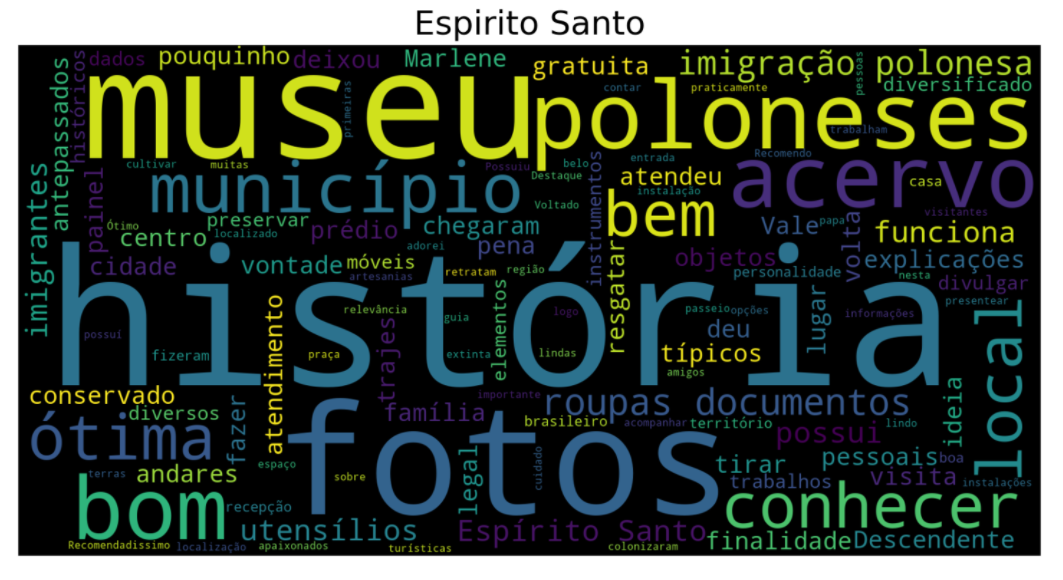 Espirito Santo
dados
pouquinho
deixou
Marlene
gratuita
imigração polonesa
contar
praticamente
pessoas
diversificado
antepassados
históricos
museu
primeiras
poloneses
trabalham
cultivar
muitas
Possuiu
belo
entrada
Recomendo
Destaque
instalação
atendeu
acervo
casa
município
Voltado
visitantes
imigrantes
painel
Ótimo
preservar
localizado
centro
prédio
chegaram
adorei
pena
instrumentos
bem
Vale
papa
volta
funciona
cidade
vontade
móveis
artesanias
retratam
região
resgatar
objetos
personalidade
explicações
nesta
divulgar
história
possuí
fizeram
praça
relevância
guia
extinta
logo
elementos
lindas
passeio
opções
deu
lugar
informações
presentear
típicos
amigos
local
conservado
atendimento
trajes
família
importante
brasileiro
roupas documentos
acompanhar
território
lindo
ideia
ótima
diversos
fazer
fotos
possui
pessoais
boa
terras
andares
espaço
sobre
legal
cuidado
tirar
trabalhos
visita
instalações
bom
recepção
utensílios
Espírito Santo
conhecer
Recomendadissimo
localização
apaixonados
turísticas
colonizaram
finalidade
Descendente